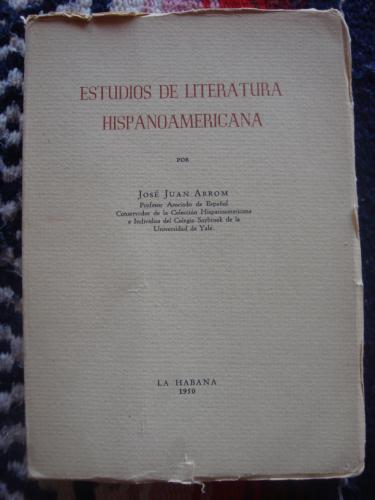 ESTUDIOS DE LITERATURA
HISPANOAMERICANA
POR
JOSÉ JUAN ARROM
Profesor Asociado de Español
Conservador de la Colección Hispanoamericana
e Individuo del Colegio Saybrook de la
Universidad de Yale.
LA HABANA
1950